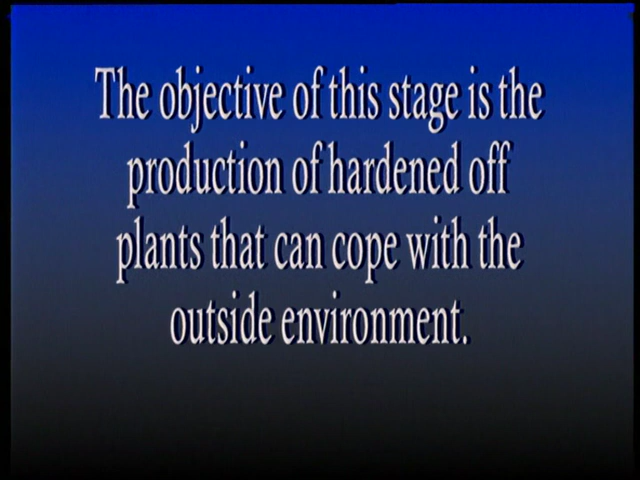 The objective of this stage is the
production of hardened off
plants that can cope with the
outside environment.